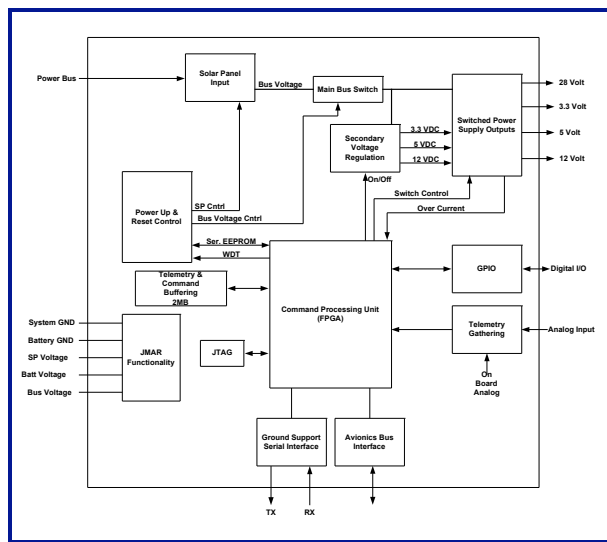 Power Bus
Solar Panel
Input
Bus Voltage
Main Bus Switch
Switched Power
Supply Outputs
28 Volt
3.3 Volt
5 Volt
12 Volt
Secondary
Voltage
Regulation
3.3 VDC
5 VDC
12 VDC
On/Off
Switch Control
Over Current
Power Up &
Reset Control
SP Cntrl
Bus Voltage Cntrl
Ser. EEPROM
WDT
Telemetry &
Command
Buffering
2MB
Command Processing Unit
(FPGA)
GPIO
Digital I/O
Telemetry
Gathering
Analog Input
On
Board
Analog
System GND
Battery GND
SP Voltage
Batt Voltage
Bus Voltage
JMAR
Functionality
JTAG
Ground Support
Serial Interface
Avionics Bus
Interface
TX
RX